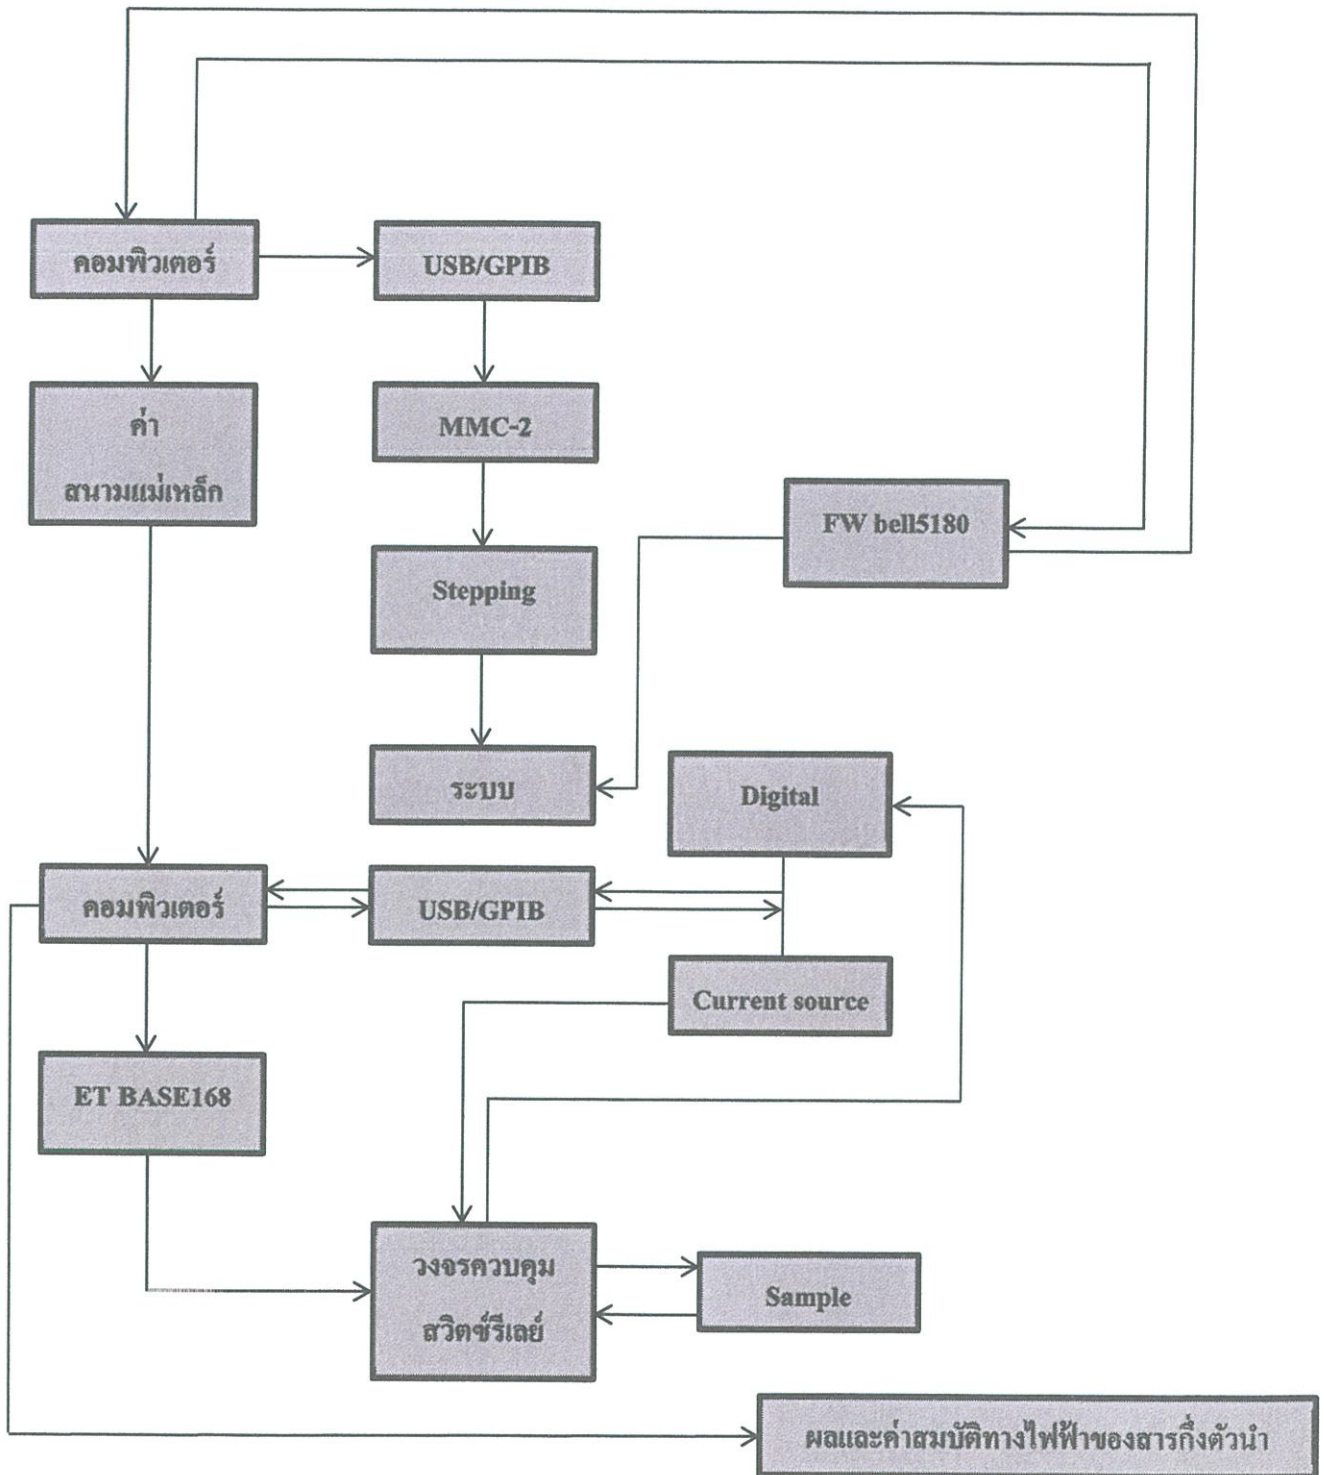 คอมพิวเตอร์
USB/GPIB
ค่า
สนามแม่เหล็ก
MMC-2
FW bell5180
Stepping
ระบบ
Digital
คอมพิวเตอร์
USB/GPIB
Current source
ET BASE168
วงจรควบคุม
สวิตซ์รีเลย์
Sample
ผลและค่าสมบัติทางไฟฟ้าของสารกึ่งตัวนำ